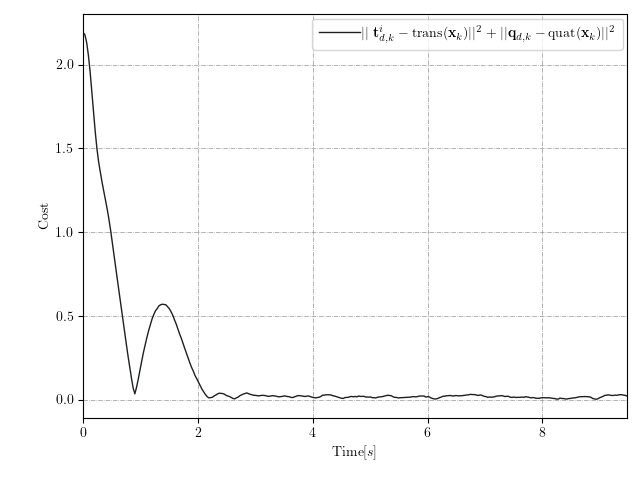 || t^i_{d,k} − trans(x_k)||^2 + ||q_{d,k} − quat(x_k)||^2
2.0
1.5
1.0
0.5
0.0
Cost
0 2 4 6 8
Time[s]